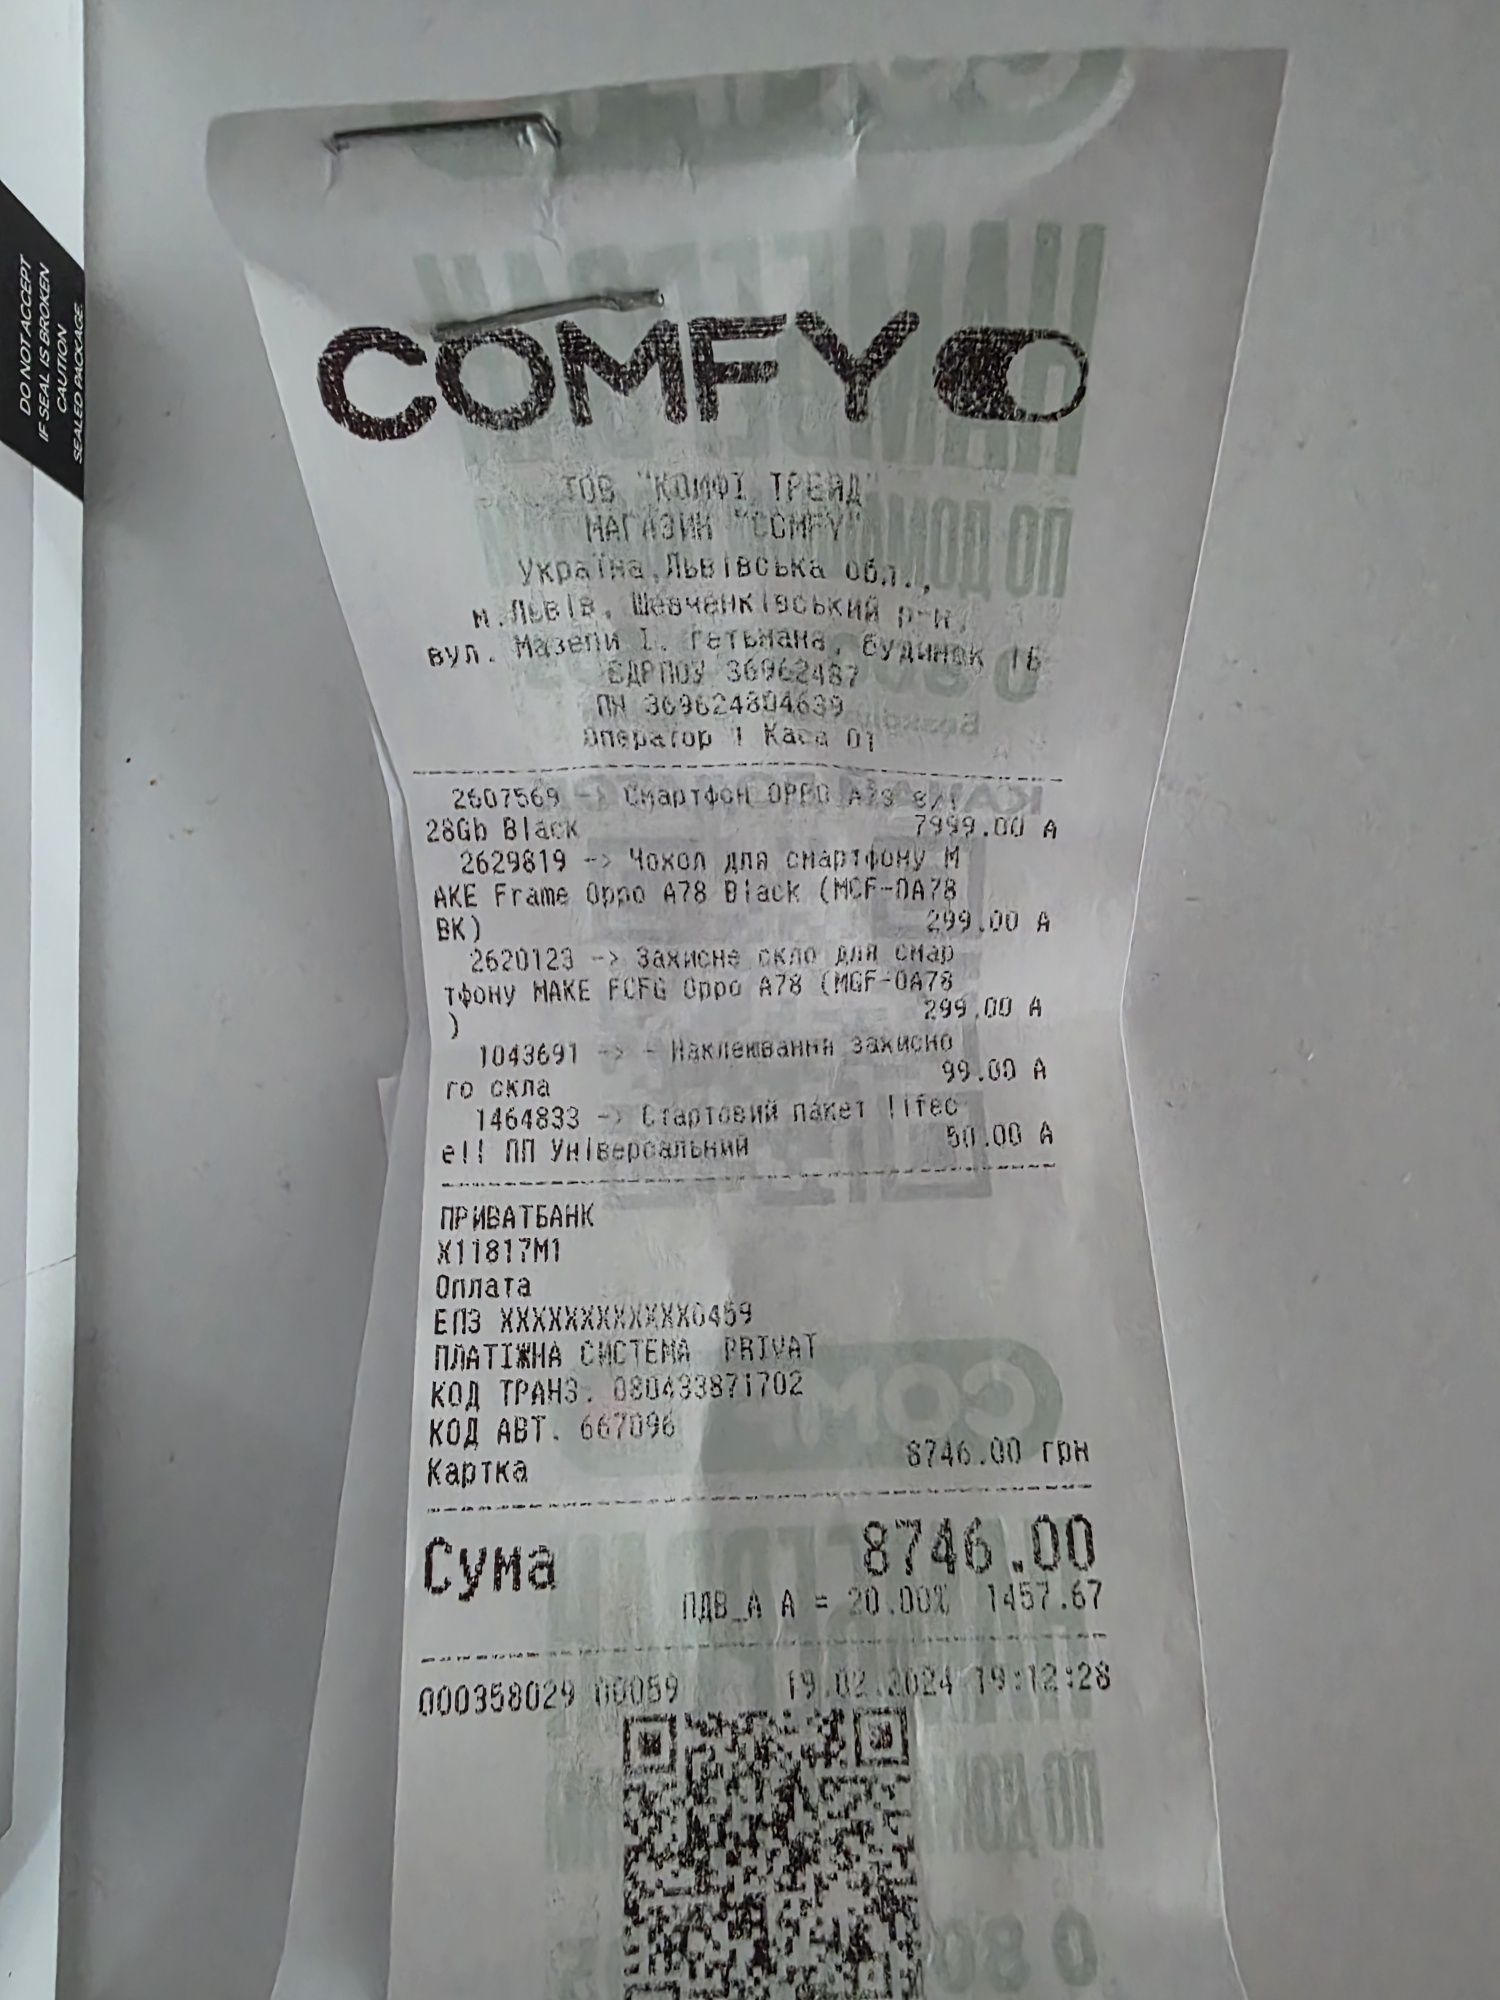 DO NOT ACCEPT
IF SEAL IS BROKEN
CAUTION
SEALED PACKAGE
COMFY
ТОВ "КОМФІ ТРЕЙД"
МАГАЗИН "COMFY"
Україна,Львівська обл.,
м.Львів, Шевченківський р-н,
вул. Мазепи І. гетьмана, будинок 1Б
ЄДРПОУ 36962487
ПН 369624804639
Оператор 1 Каса 01
2607569 -> Смартфон OPPO A78 8/1
28Gb Black 7999.00 А
2629819 -> Чохол для смартфону M
AKE Frame Oppo A78 Black (MCF-OA78
BK) 299.00 А
2620123 -> Захисне скло для смар
тфону MAKE FCFG Oppo A78 (MGF-OA78
) 299.00 А
1043691 -> - Наклеювання захисно
го скла 99.00 А
1464833 -> Стартовий пакет lifec
ell ПП Універсальний 50.00 А
ПРИВАТБАНК
X11817M1
Оплата
ЕПЗ XXXXXXXXXXXX0459
ПЛАТІЖНА СИСТЕМА PRIVAT
КОД ТРАНЗ. 080433871702
КОД АВТ. 667096
Картка 8746.00 грн
Сума 8746.00
ПДВ_А А = 20.00% 1457.67
000358029 00059 19.02.2024 19:12:28